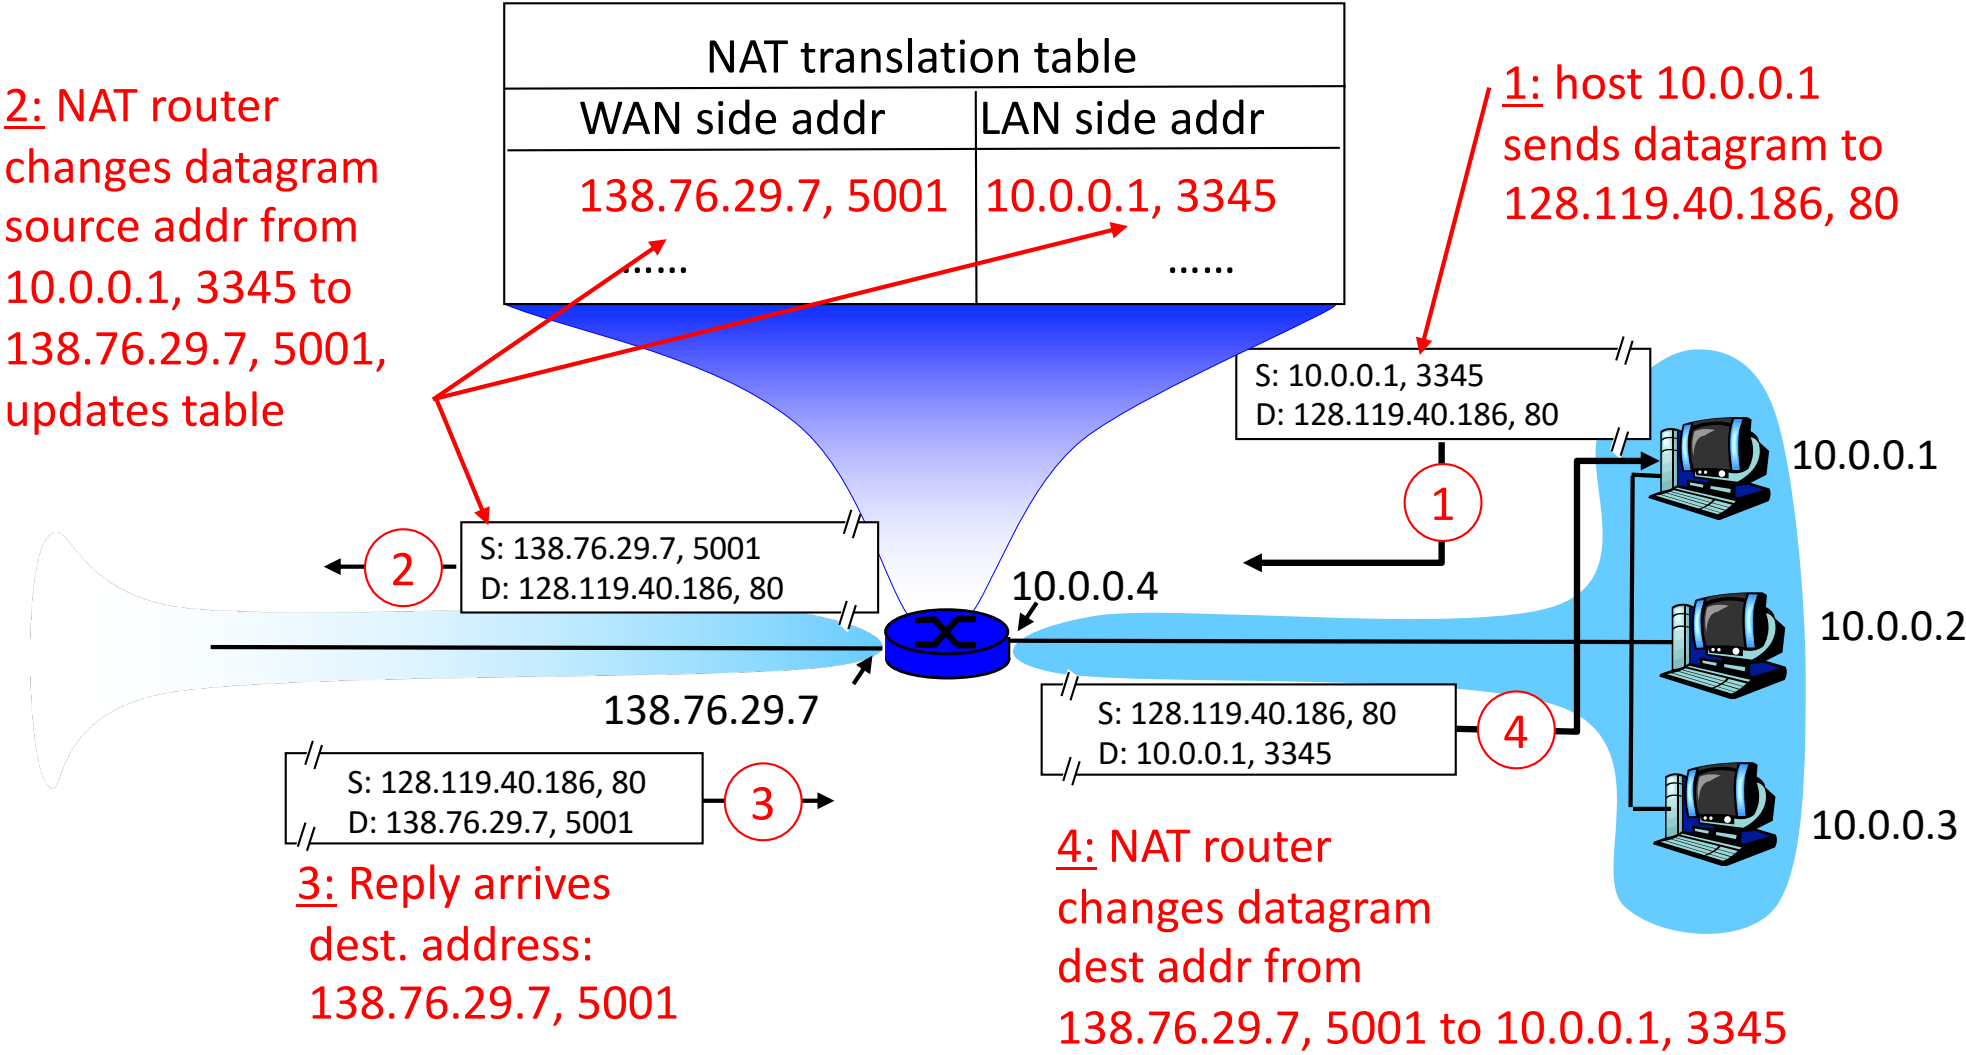 NAT translation table
WAN side addr
LAN side addr
138.76.29.7, 5001
10.0.0.1, 3345
......
......
2: NAT router
changes datagram
source addr from
10.0.0.1, 3345 to
138.76.29.7, 5001,
updates table
1: host 10.0.0.1
sends datagram to
128.119.40.186, 80
S: 10.0.0.1, 3345
D: 128.119.40.186, 80
1
10.0.0.1
S: 138.76.29.7, 5001
D: 128.119.40.186, 80
2
10.0.0.4
10.0.0.2
138.76.29.7
S: 128.119.40.186, 80
D: 10.0.0.1, 3345
4
S: 128.119.40.186, 80
D: 138.76.29.7, 5001
3
10.0.0.3
3: Reply arrives
dest. address:
138.76.29.7, 5001
4: NAT router
changes datagram
dest addr from
138.76.29.7, 5001 to 10.0.0.1, 3345